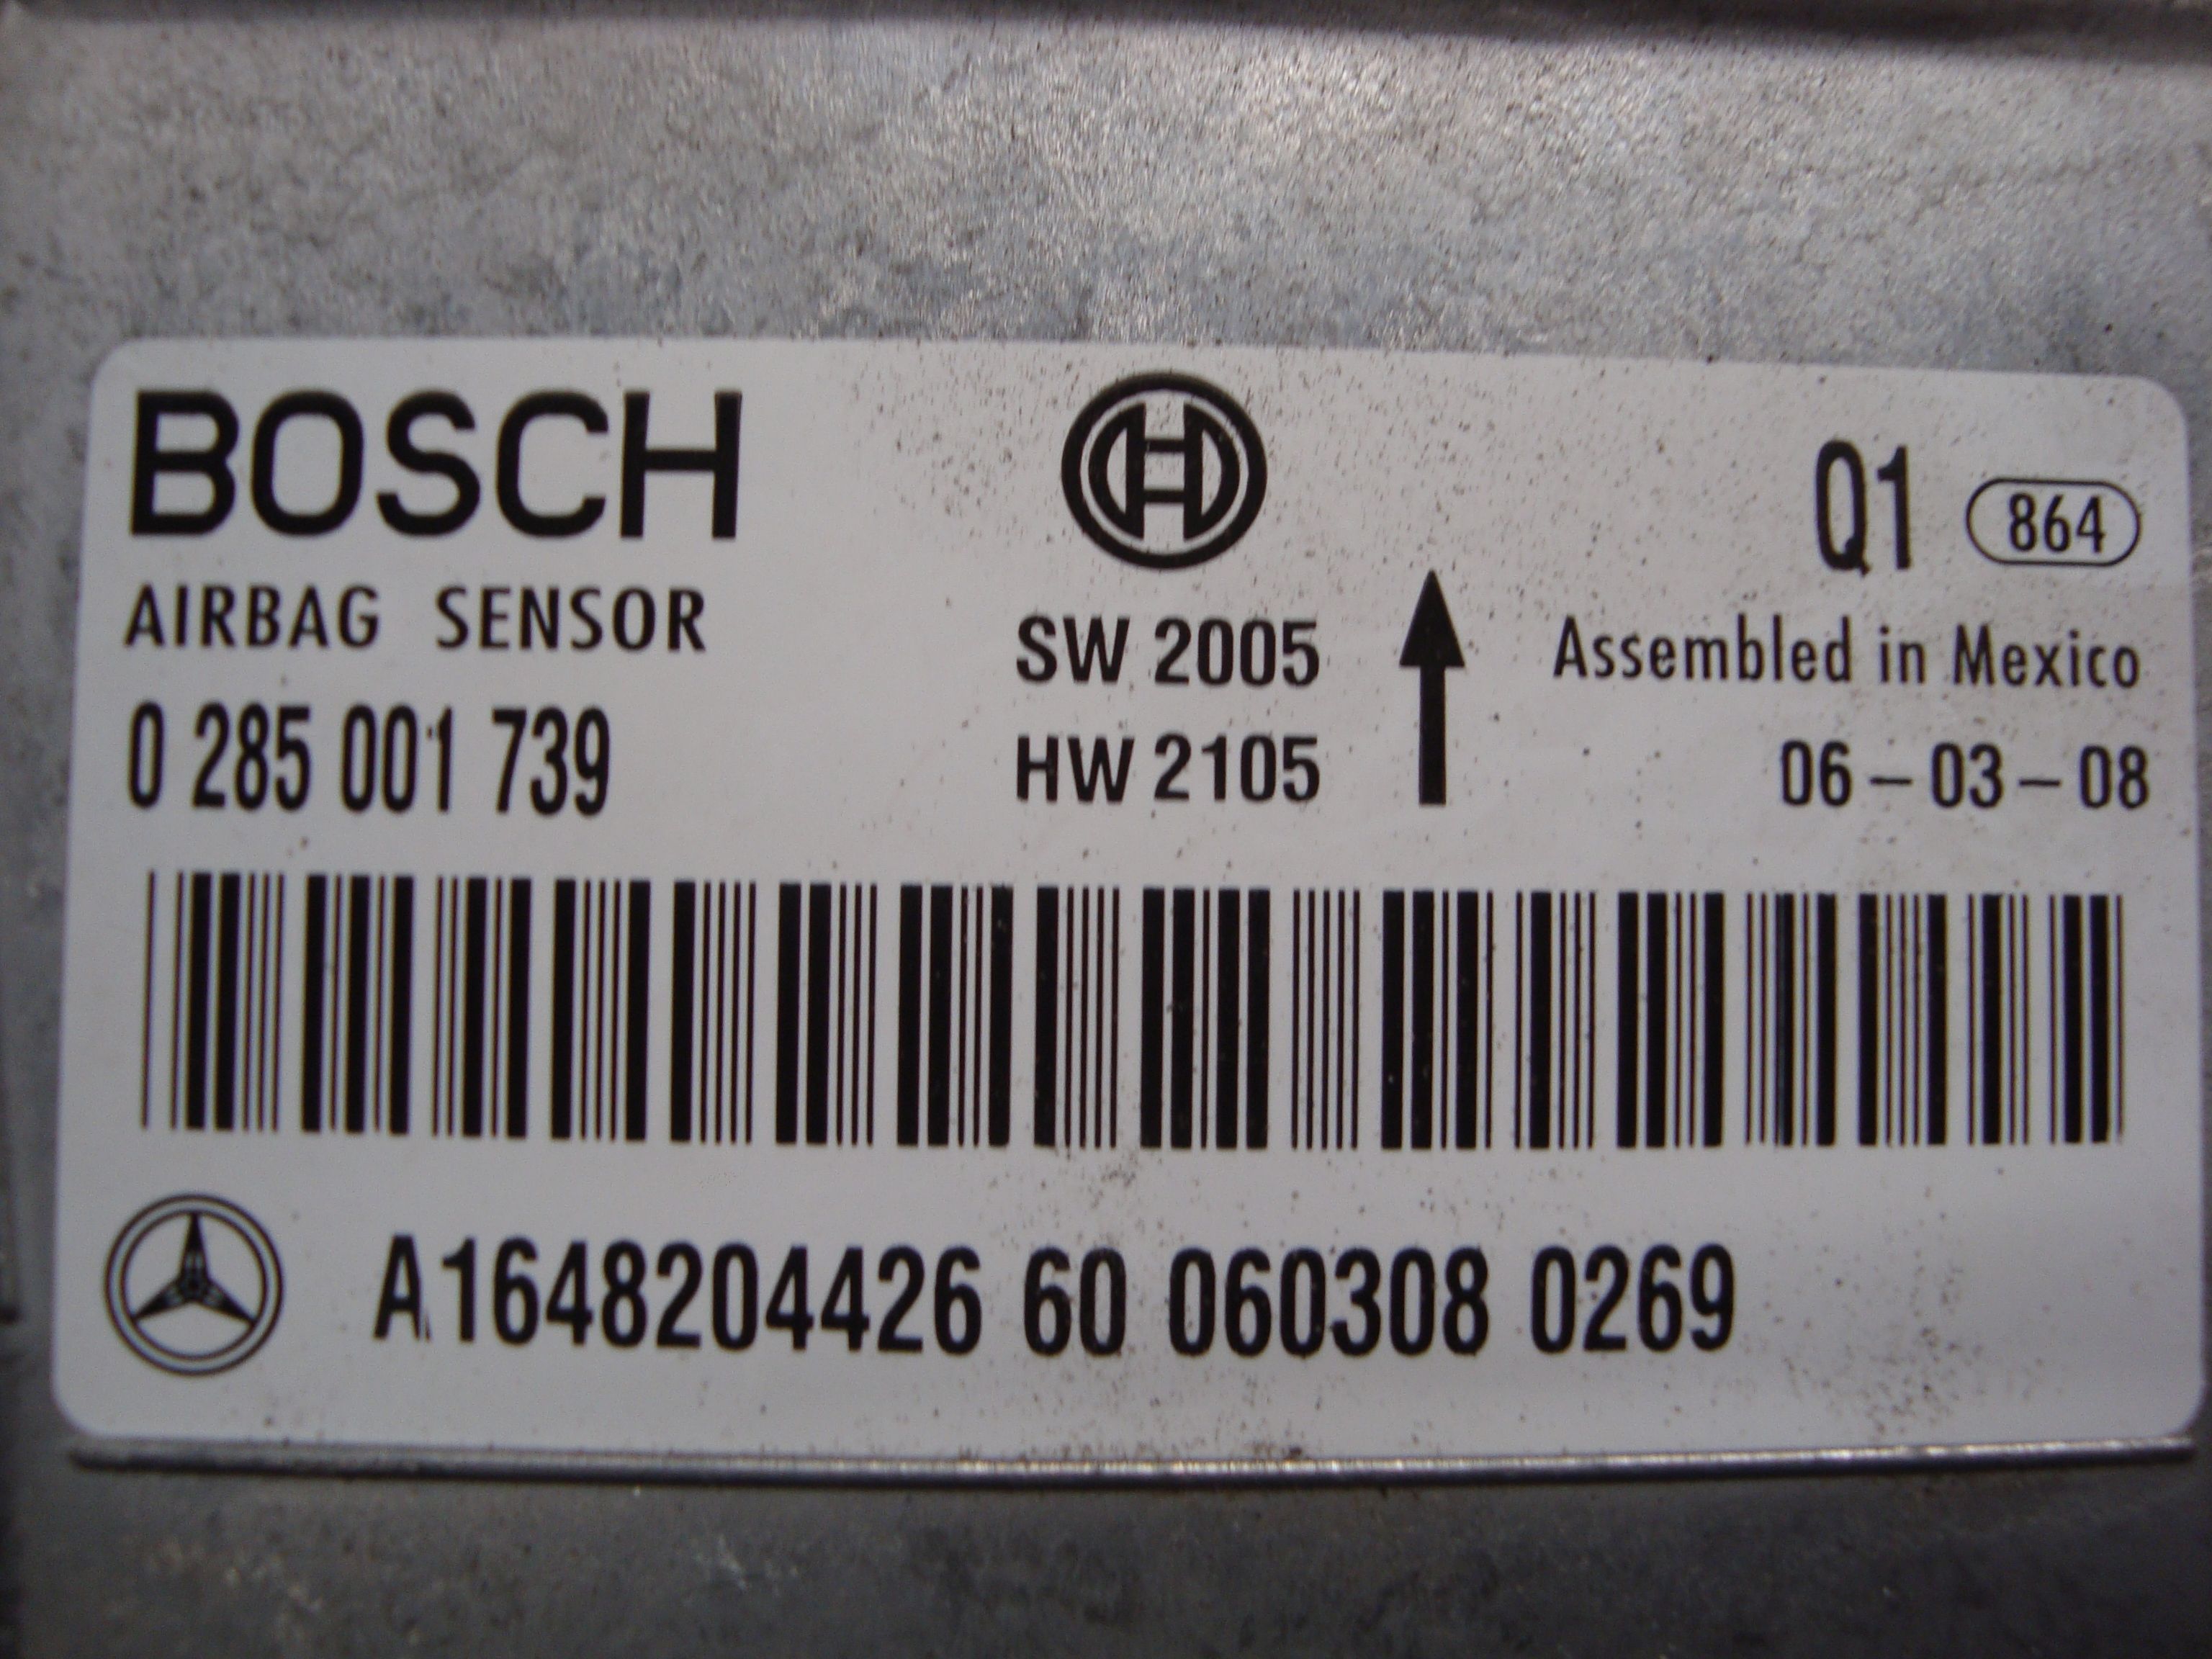 BOSCH
Q1 864
AIRBAG SENSOR
SW 2005
Assembled in Mexico
0 285 001 739
HW 2105
06-03-08
A1648204426 60 060308 0269